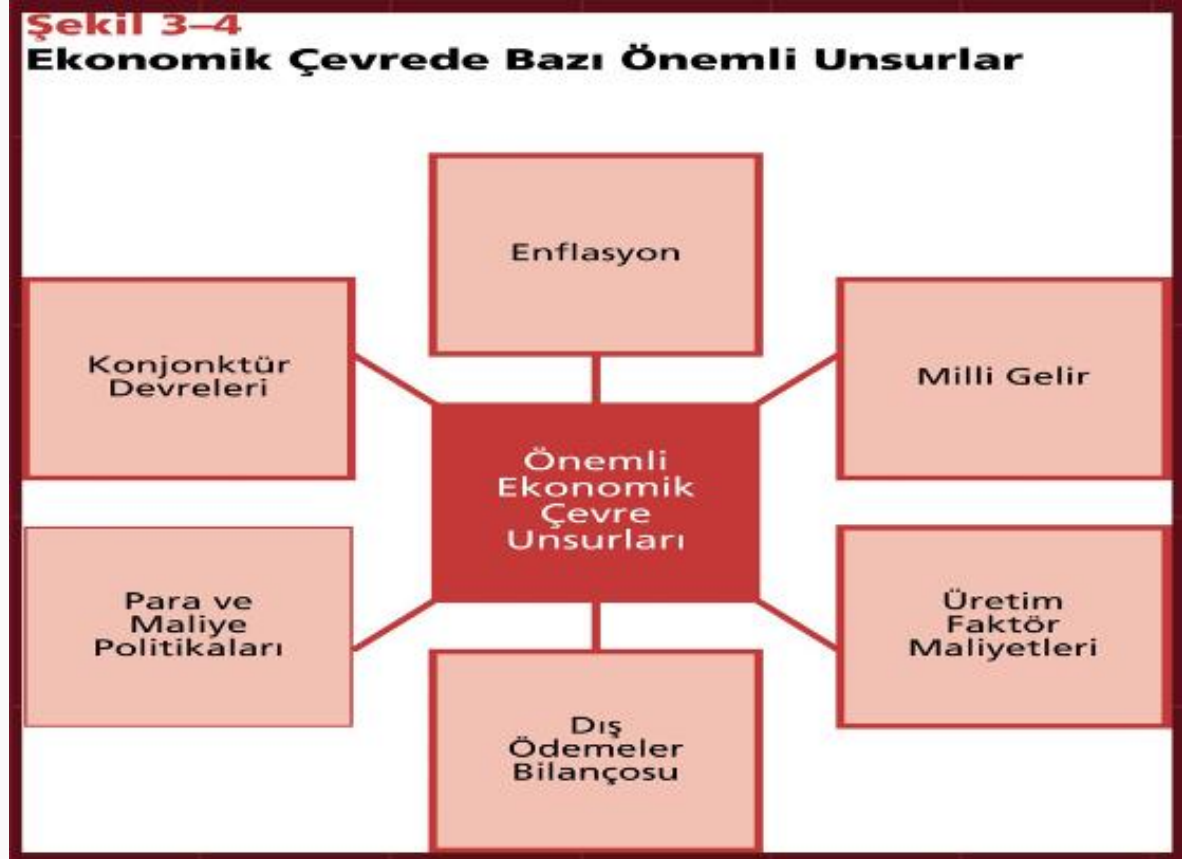 Şekil 3–4
Ekonomik Çevrede Bazı Önemli Unsurlar
Enflasyon
Konjonktür
Devreleri
Milli Gelir
Önemli
Ekonomik
Çevre
Unsurları
Para ve
Maliye
Politikaları
Üretim
Faktör
Maliyetleri
Dış
Ödemeler
Bilançosu